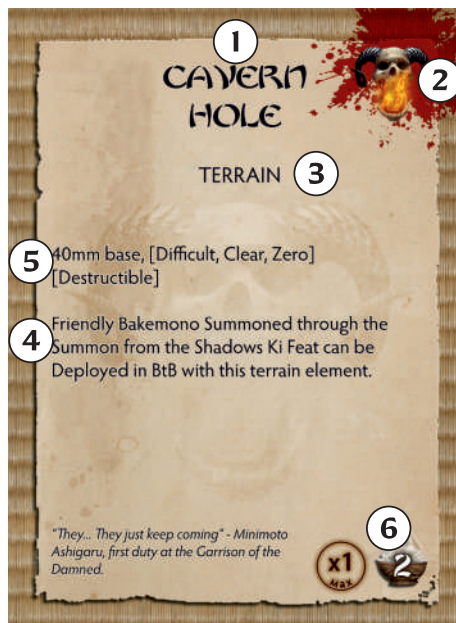 1
CAVERN
HOLE
2
TERRAIN 3
5 40mm base, [Difficult, Clear, Zero]
[Destructible]
4 Friendly Bakemono Summoned through the
Summon from the Shadows Ki Feat can be
Deployed in BtB with this terrain element.
6
"They... They just keep coming" - Minimoto
Ashigaru, first duty at the Garrison of the
Damned.
x1
Max
2